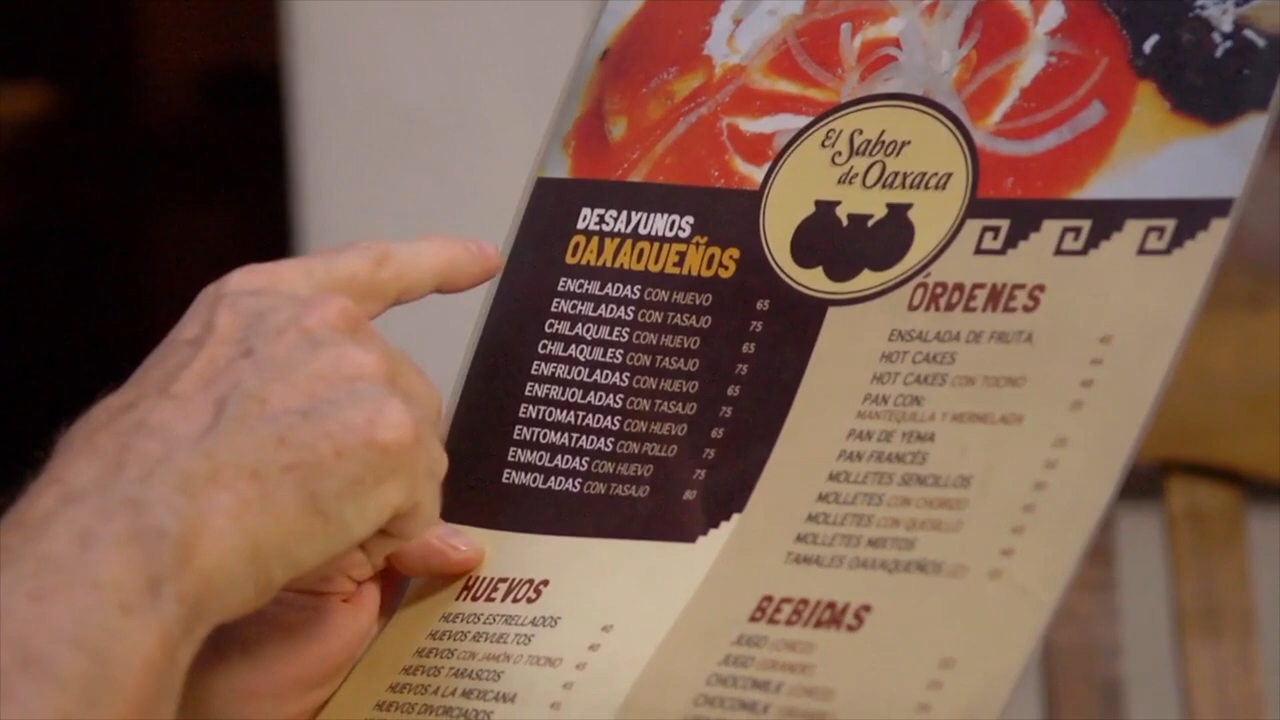 El Sabor
de Oaxaca
DESAYUNOS
OAXAQUEÑOS
ENCHILADAS CON HUEVO 65
ENCHILADAS CON TASAJO 75
CHILAQUILES CON HUEVO 65
CHILAQUILES CON TASAJO 75
ENFRIJOLADAS CON HUEVO 65
ENFRIJOLADAS CON TASAJO 75
ENTOMATADAS CON HUEVO 65
ENTOMATADAS CON POLLO 75
ENMOLADAS CON HUEVO 75
ENMOLADAS CON TASAJO 80
HUEVOS
HUEVOS ESTRELLADOS 40
HUEVOS REVUELTOS 40
HUEVOS CON JAMÓN O TOCINO 45
HUEVOS TARASCOS 45
HUEVOS A LA MEXICANA 45
HUEVOS DIVORCIADOS
ÓRDENES
ENSALADA DE FRUTA
HOT CAKES
HOT CAKES CON TOCINO
PAN CON:
MANTEQUILLA Y MERMELADA
PAN DE YEMA
PAN FRANCÉS
MOLLETES SENCILLOS
MOLLETES CON CHORIZO
MOLLETES CON QUESILLO
MOLLETES MIXTOS
TAMALES OAXAQUEÑOS
BEBIDAS
JUGO (CHICO)
JUGO (GRANDE)
CHOCOMILK (CHICO)
CHOCOMILK